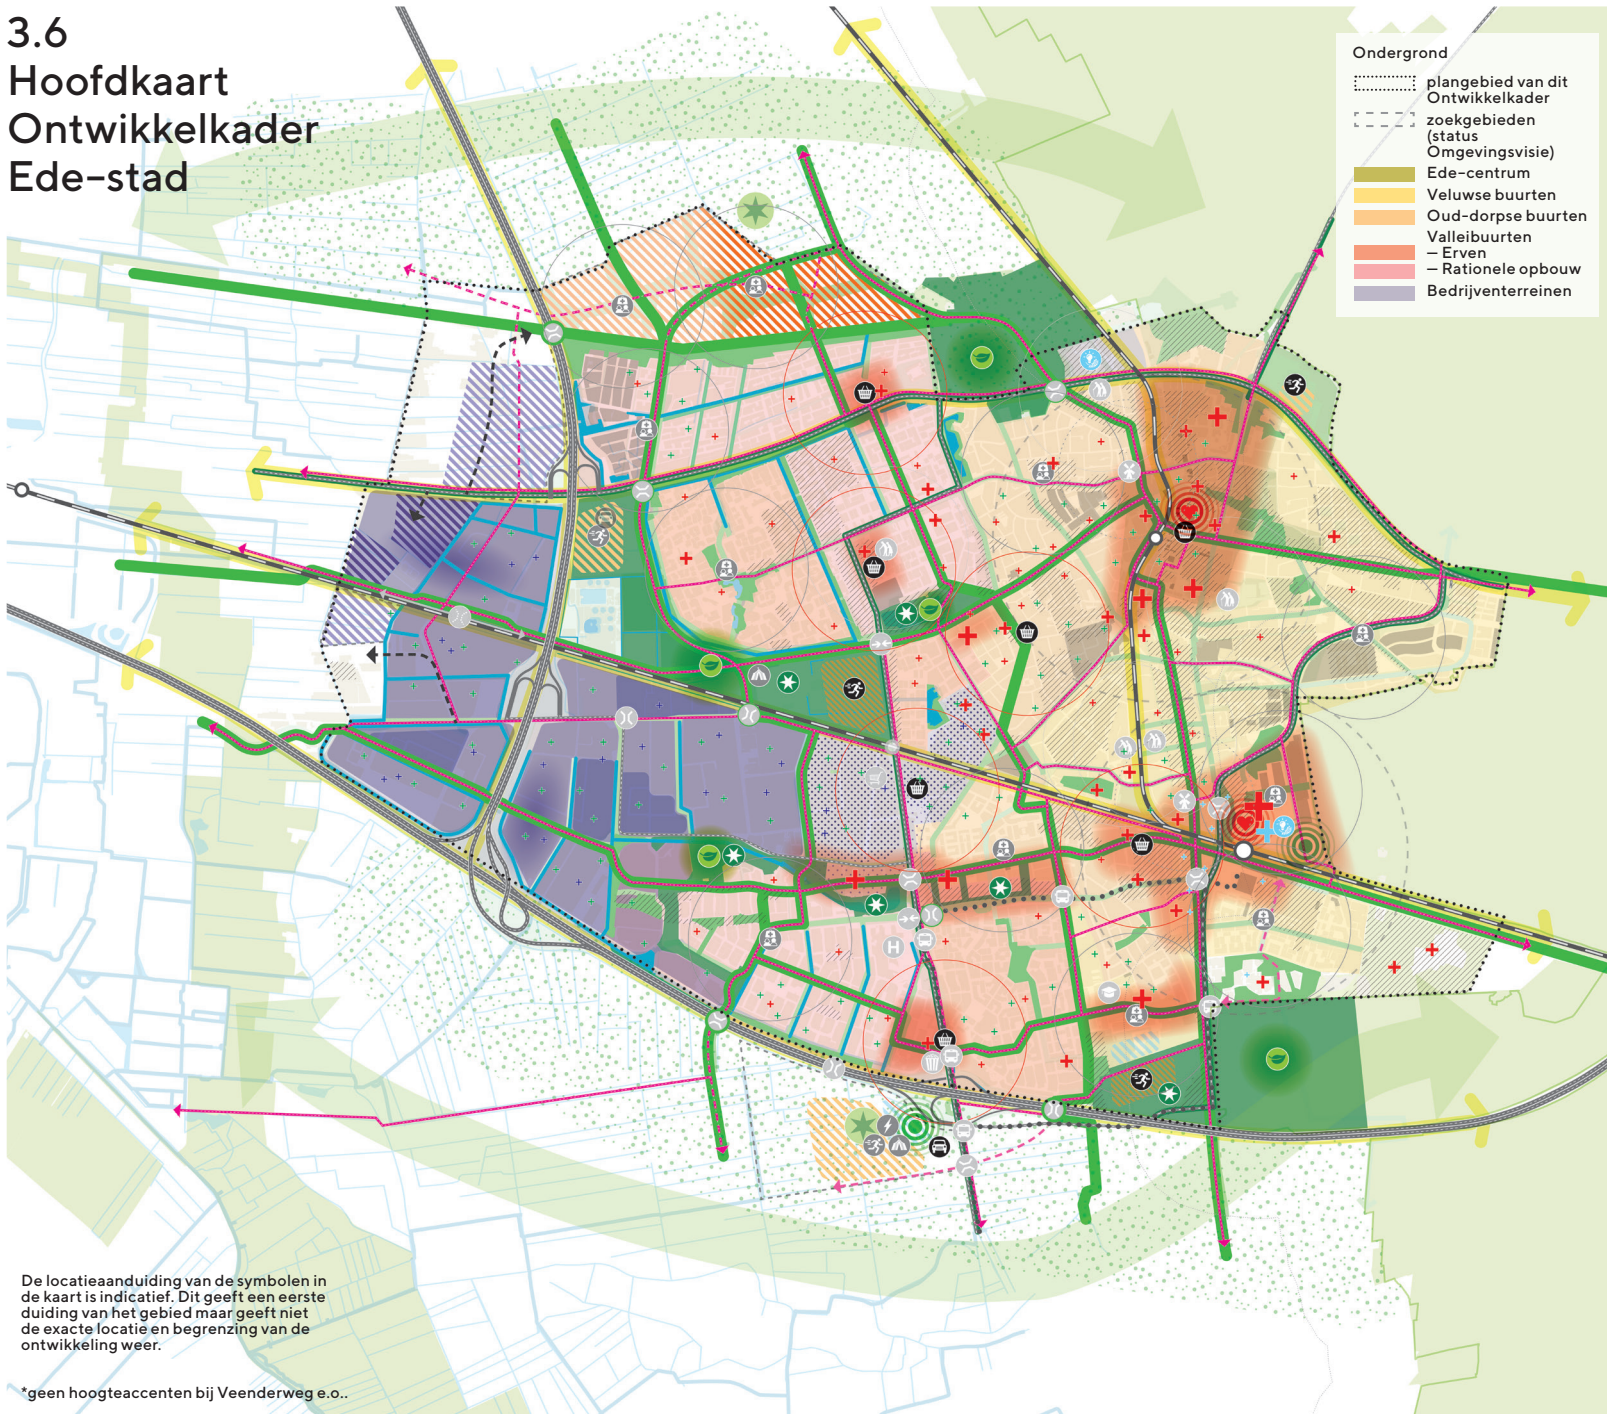 3.6
Hoofdkaart
Ontwikkelkader
Ede-stad
Ondergrond
plangebied van dit
Ontwikkelkader
zoekgebieden
(status
Omgevingsvisie)
Ede-centrum
Veluwse buurten
Oud-dorpse buurten
Valleibuurten
– Erven
– Rationele opbouw
Bedrijventerreinen
H
De locatieaanduiding van de symbolen in
de kaart is indicatief. Dit geeft een eerste
duiding van het gebied maar geeft niet
de exacte locatie en begrenzing van de
ontwikkeling weer.
*geen hoogteaccenten bij Veenderweg e.o..